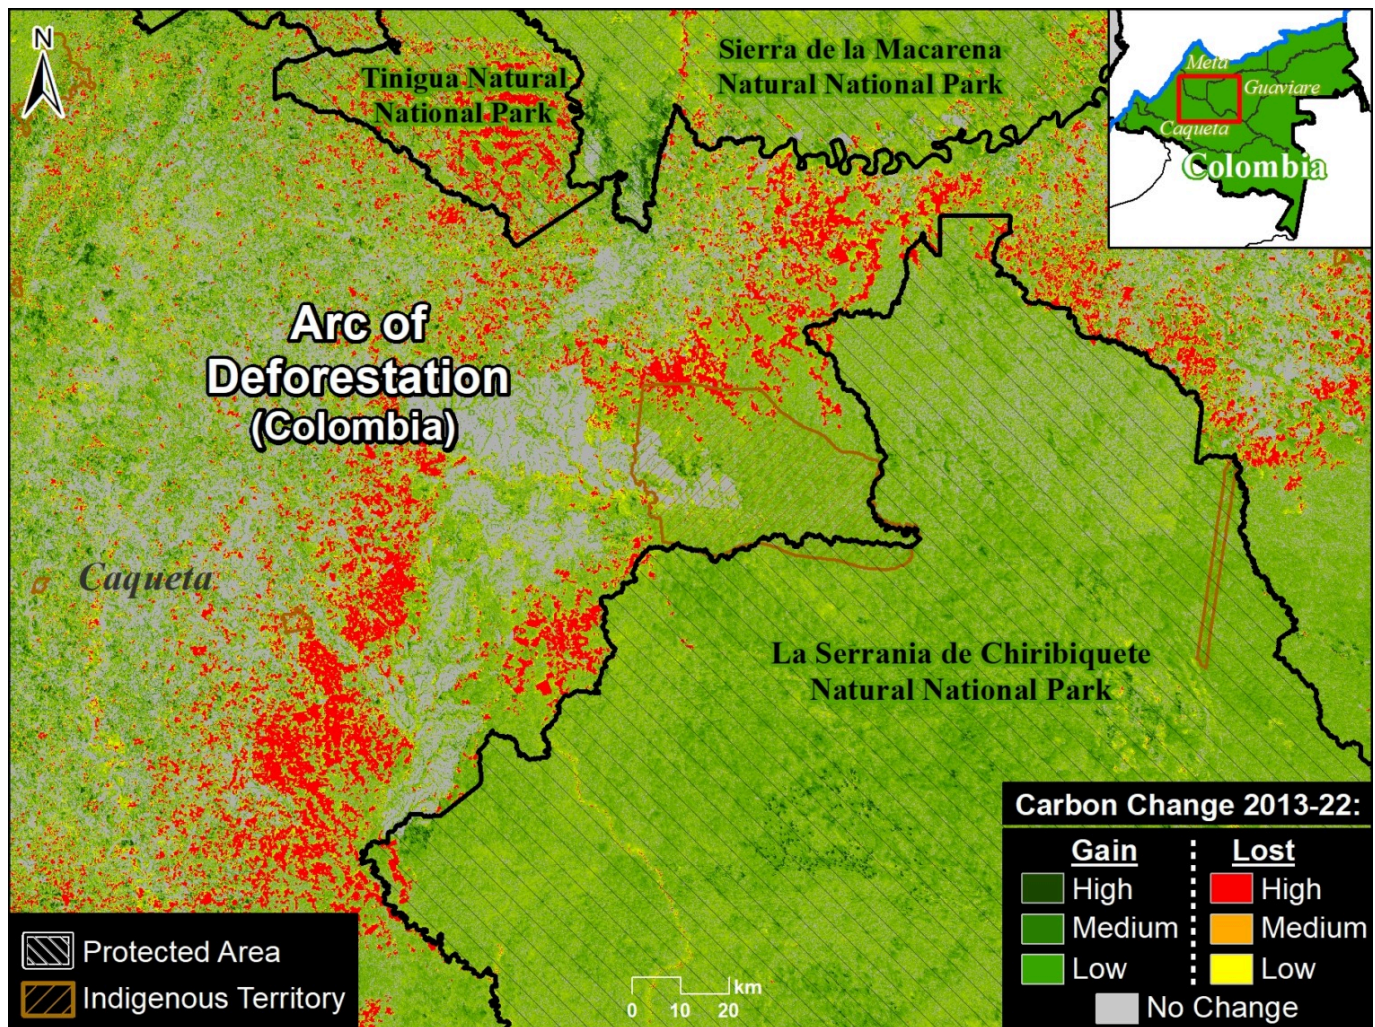 N
Tinigua Natural
National Park
Sierra de la Macarena
Natural National Park
Meta
Guaviare
Caqueta
Colombia
Arc of
Deforestation
(Colombia)
Caqueta
La Serrania de Chiribiquete
Natural National Park
Protected Area
Indigenous Territory
km
0 10 20
Carbon Change 2013-22:
Gain Lost
High High
Medium Medium
Low Low
No Change